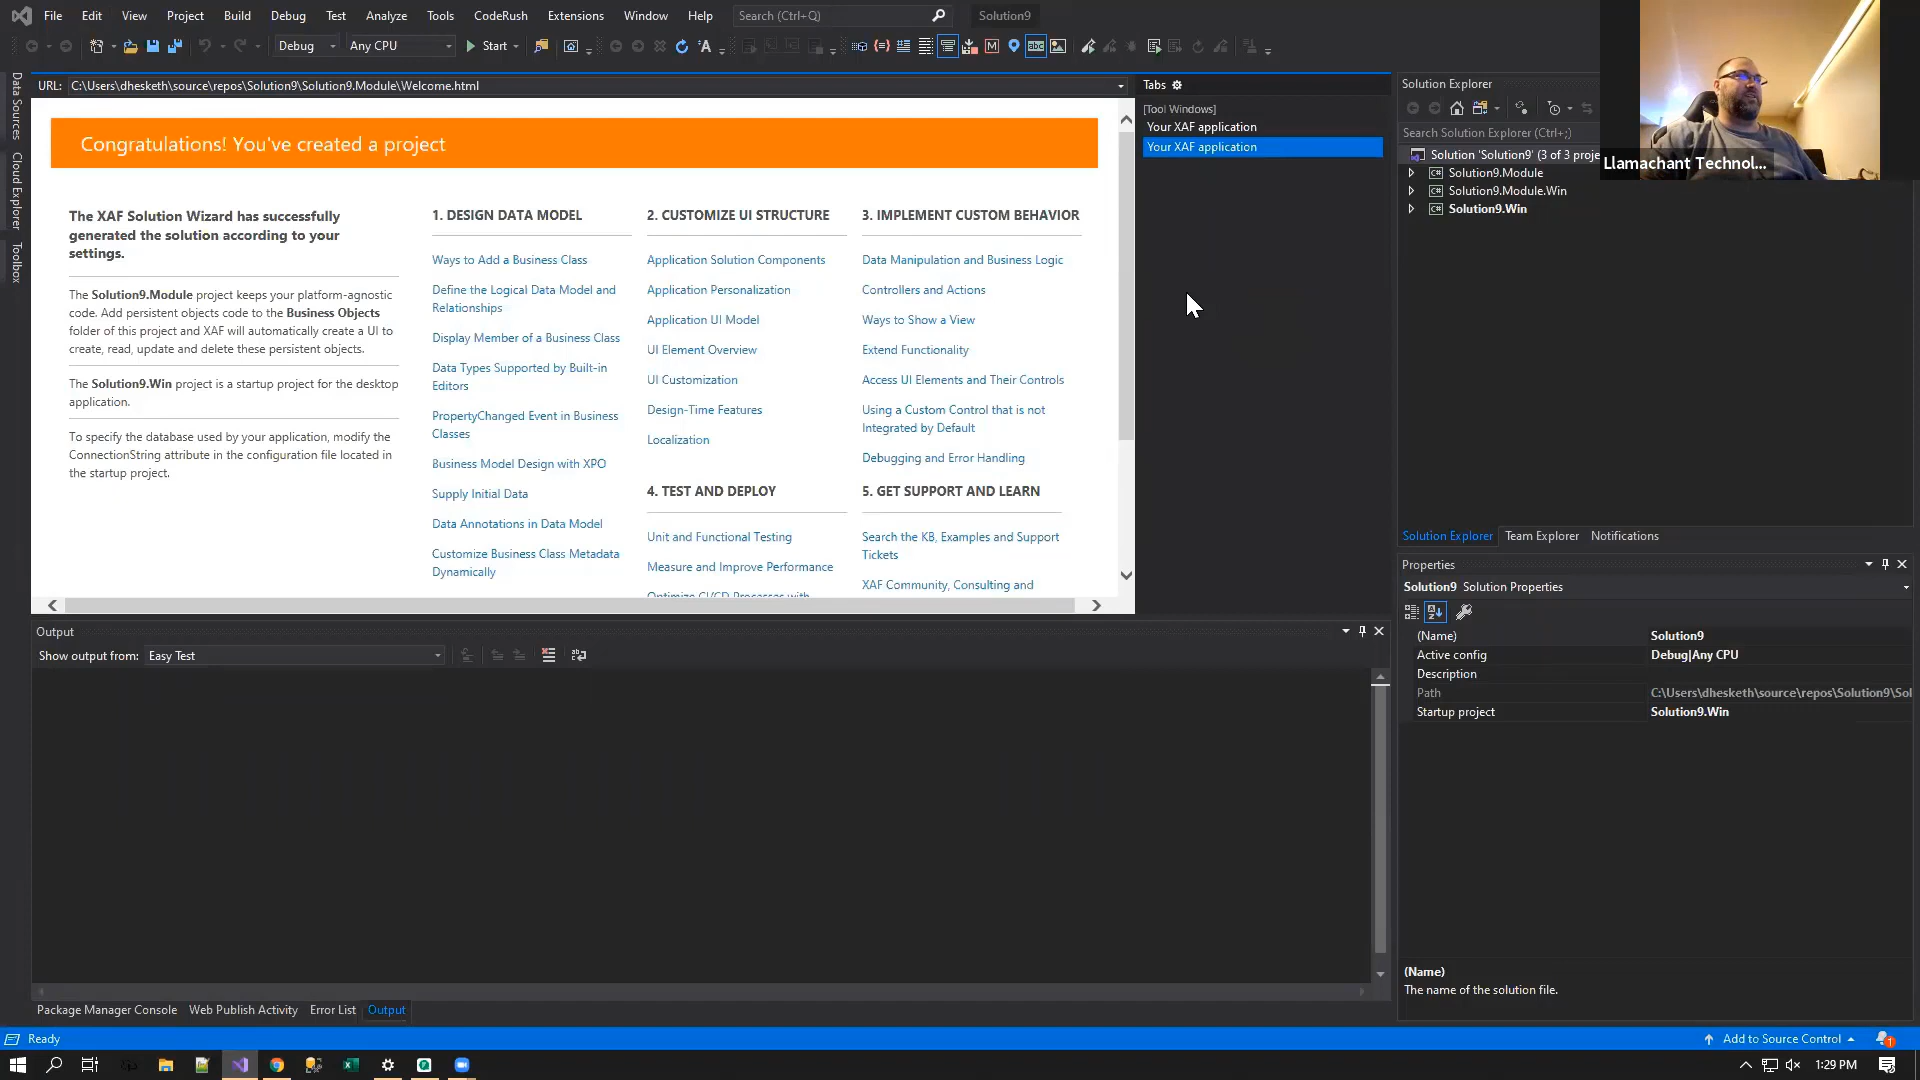 File Edit View Project Build Debug Test Analyze Tools CodeRush Extensions Window Help Search (Ctrl+Q) Solution9
Debug Any CPU Start
URL: C:\Users\dhesketh\source\repos\Solution9\Solution9.Module\Welcome.html
Data Sources
Cloud Explorer
Toolbox
Congratulations! You've created a project
The XAF Solution Wizard has successfully
generated the solution according to your
settings.
The Solution9.Module project keeps your platform-agnostic
code. Add persistent objects code to the Business Objects
folder of this project and XAF will automatically create a UI to
create, read, update and delete these persistent objects.
The Solution9.Win project is a startup project for the desktop
application.
To specify the database used by your application, modify the
ConnectionString attribute in the configuration file located in
the startup project.
1. DESIGN DATA MODEL
Ways to Add a Business Class
Define the Logical Data Model and
Relationships
Display Member of a Business Class
Data Types Supported by Built-in
Editors
PropertyChanged Event in Business
Classes
Business Model Design with XPO
Supply Initial Data
Data Annotations in Data Model
Customize Business Class Metadata
Dynamically
2. CUSTOMIZE UI STRUCTURE
Application Solution Components
Application Personalization
Application UI Model
UI Element Overview
UI Customization
Design-Time Features
Localization
3. IMPLEMENT CUSTOM BEHAVIOR
Data Manipulation and Business Logic
Controllers and Actions
Ways to Show a View
Extend Functionality
Access UI Elements and Their Controls
Using a Custom Control that is not
Integrated by Default
Debugging and Error Handling
4. TEST AND DEPLOY
Unit and Functional Testing
Measure and Improve Performance
Optimize CI/CD Processes with
5. GET SUPPORT AND LEARN
Search the KB, Examples and Support
Tickets
XAF Community, Consulting and
Tabs
[Tool Windows]
Your XAF application
Your XAF application
Solution Explorer
Search Solution Explorer (Ctrl+;)
Solution 'Solution9' (3 of 3 proje
Solution9.Module
Solution9.Module.Win
Solution9.Win
Llamachant Technol...
Solution Explorer Team Explorer Notifications
Properties
Solution9 Solution Properties
(Name) Solution9
Active config Debug|Any CPU
Description
Path C:\Users\dhesketh\source\repos\Solution9\Sol
Startup project Solution9.Win
(Name)
The name of the solution file.
Output
Show output from: Easy Test
Package Manager Console Web Publish Activity Error List Output
Ready
Add to Source Control
1
1:29 PM